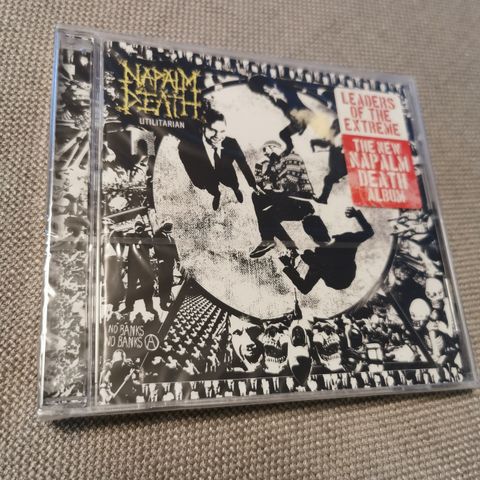 NAPALM
DEATH
UTILITARIAN
LEADERS
OF THE
EXTREME
THE NEW
NAPALM
DEATH
ALBUM
NO BANKS
NO BANKS